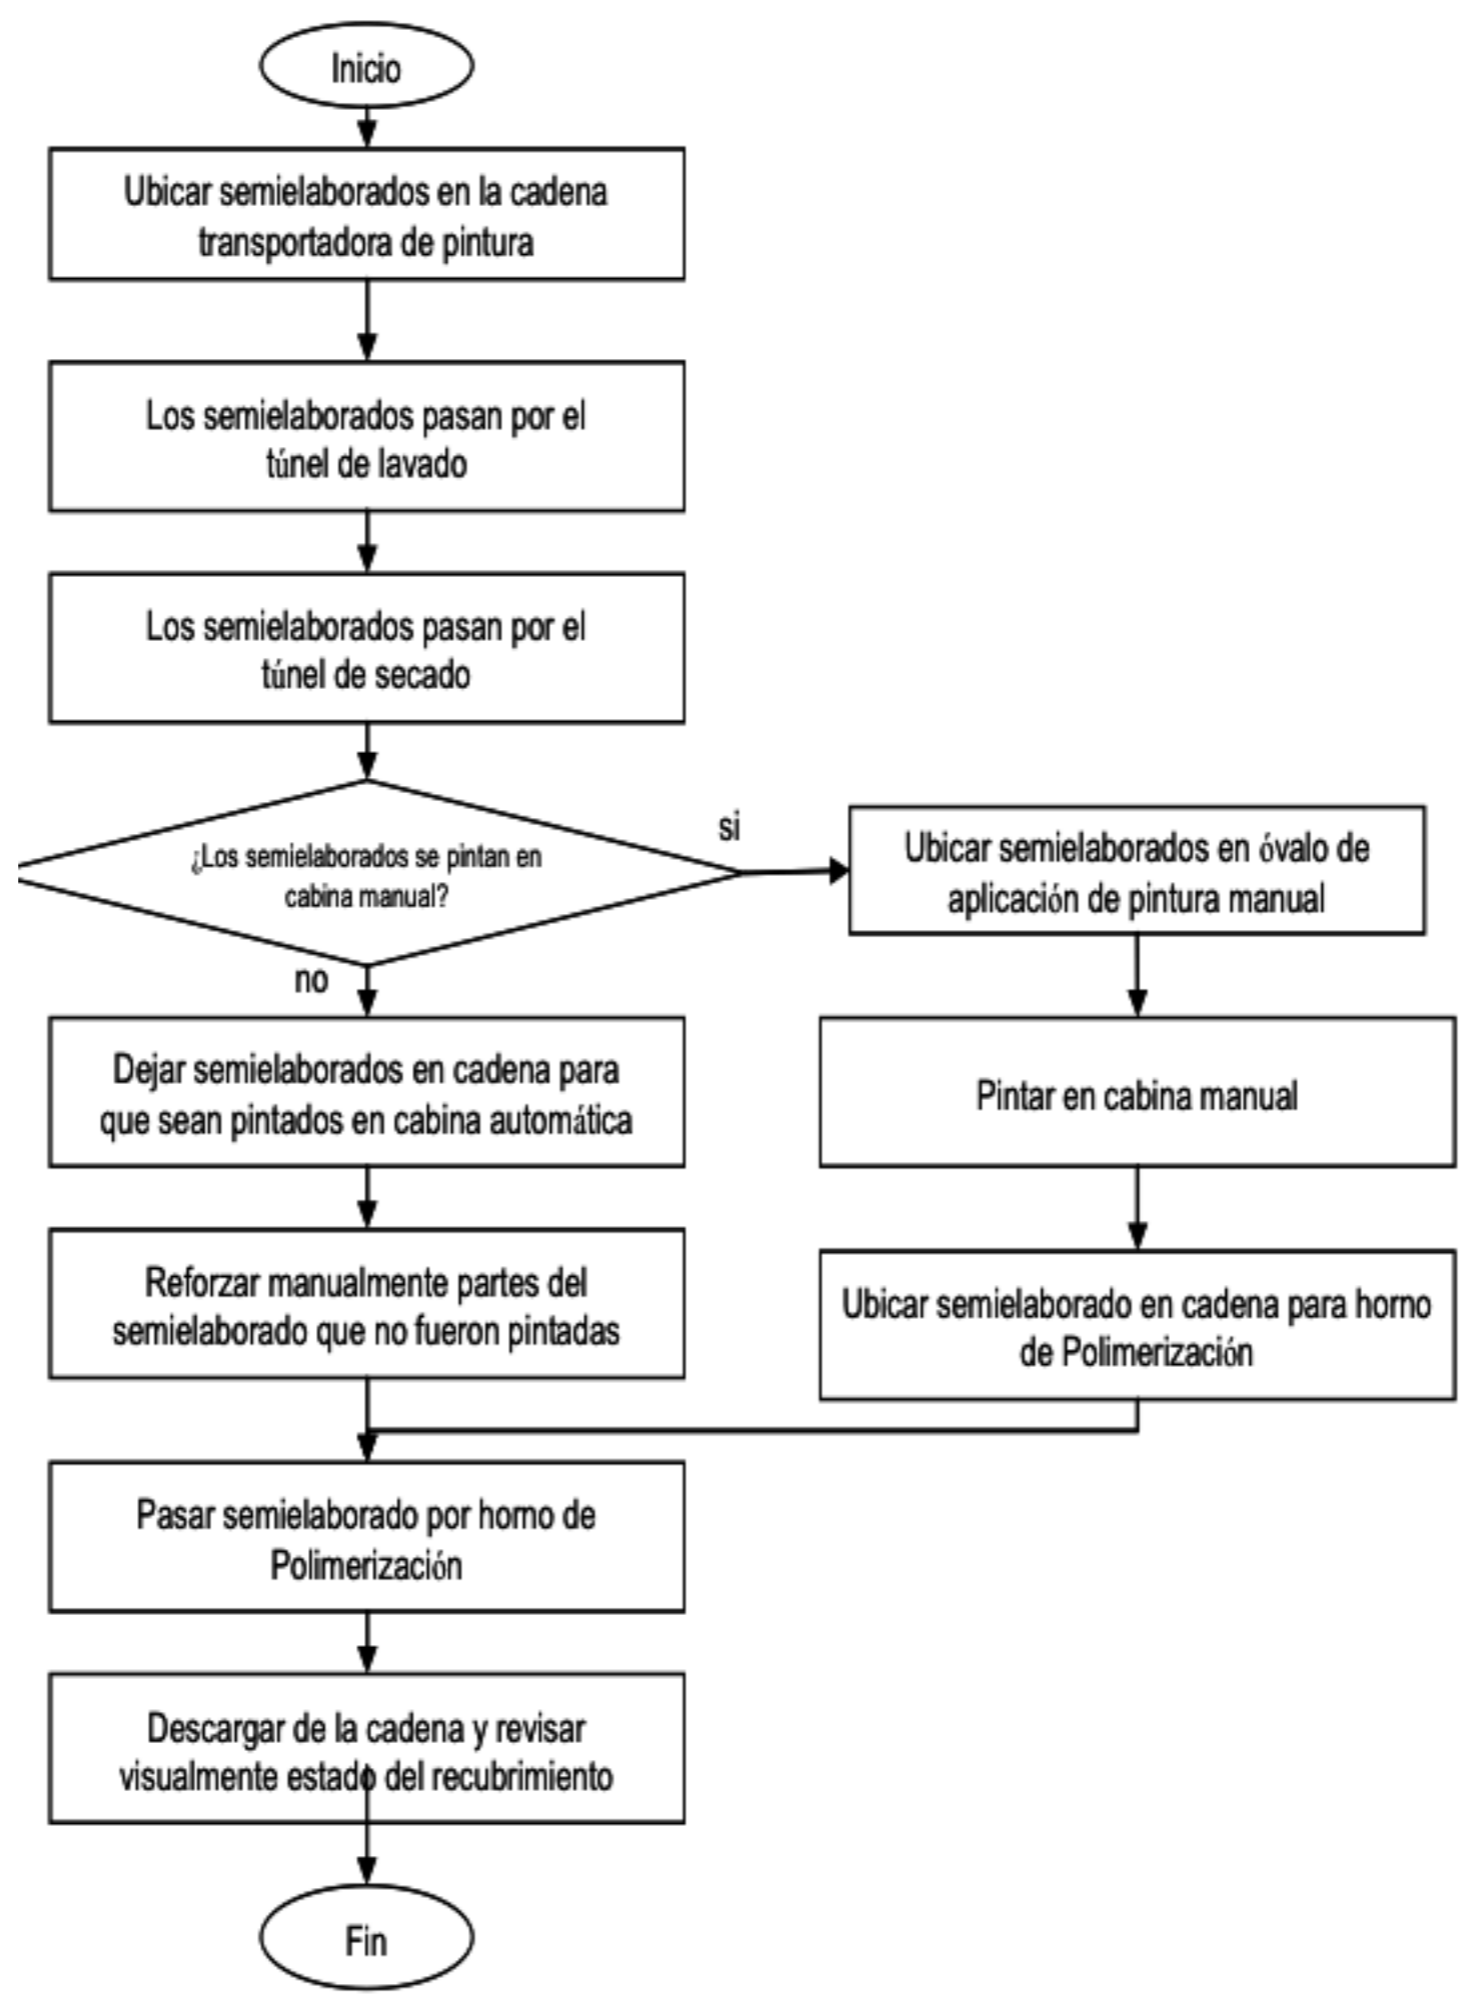 Inicio
Ubicar semielaborados en la cadena
transportadora de pintura
Los semielaborados pasan por el
túnel de lavado
Los semielaborados pasan por el
túnel de secado
¿Los semielaborados se pintan en
cabina manual?
si
Ubicar semielaborados en óvalo de
aplicación de pintura manual
no
Dejar semielaborados en cadena para
que sean pintados en cabina automática
Pintar en cabina manual
Reforzar manualmente partes del
semielaborado que no fueron pintadas
Ubicar semielaborado en cadena para horno
de Polimerización
Pasar semielaborado por horno de
Polimerización
Descargar de la cadena y revisar
visualmente estado del recubrimiento
Fin